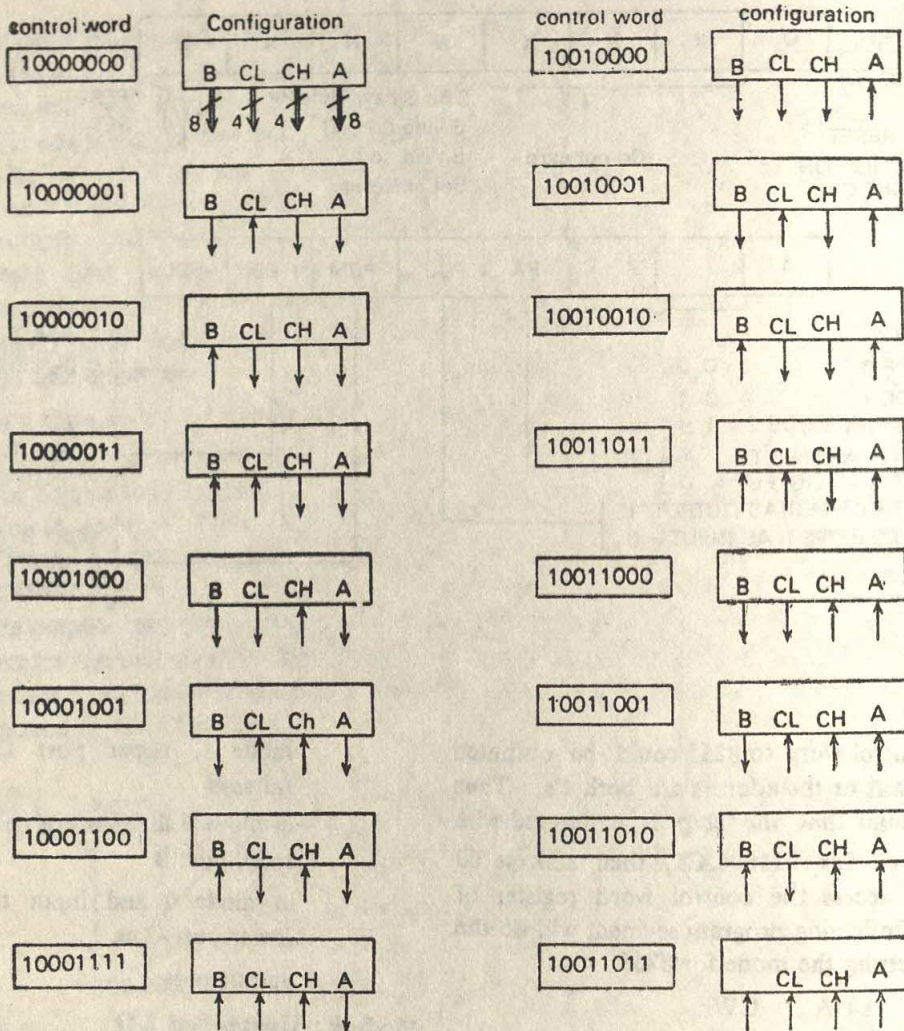 control word Configuration control word configuration
10000000
B CL CH A
8 4 4 8
10010000
B CL CH A
10000001
B CL CH A
10010001
B CL CH A
10000010
B CL CH A
10010010
B CL CH A
10000011
B CL CH A
10011011
B CL CH A
10001000
B CL CH A
10011000
B CL CH A
10001001
B CL Ch A
10011001
B CL CH A
10001100
B CL CH A
10011010
B CL CH A
10001111
B CL CH A
CL CH A